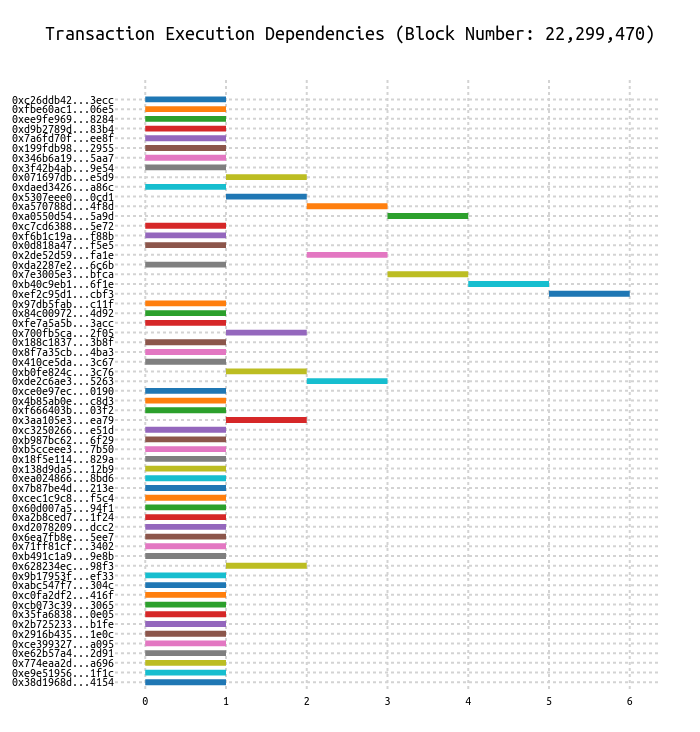 Transaction Execution Dependencies (Block Number: 22,299,470)
0xc26ddb42...3ecc
0xfbe60ac1...06e5
0xee9fe969...8284
0xd9b2789d...83b4
0x7a6fd70f...ee8f
0x199fdb98...2955
0x346b6a19...5aa7
0x3f42b4ab...9e54
0x071697db...e5d9
0xdaed3426...a86c
0x5307eee0...0cd1
0xa570788d...4f8d
0xa0550d54...5a9d
0xc7cd6388...5e72
0xf6b1c19a...f88b
0x0d818a47...f5e5
0x2de52d59...fa1e
0xda2287e2...6c6b
0x7e3005e3...bfca
0xb40c9eb1...6f1e
0xef2c95d1...cbf3
0x97db5fab...c11f
0x84c00972...4d92
0xfe7a5a5b...3acc
0x700fb5ca...2f05
0x188c1837...3b8f
0x8f7a35cb...4ba3
0x410ce5da...3c67
0xb0fe824c...3c76
0xde2c6ae3...5263
0xce0e97ec...0190
0x4b85ab0e...c8d3
0xf666403b...03f2
0x3aa105e3...ea79
0xc3250266...e51d
0xb987bc62...6f29
0xb5cceee3...7b50
0x18f5e114...829a
0x138d9da5...12b9
0xea024866...8bd6
0x7b87be4d...213e
0xcec1c9c8...f5c4
0x60d007a5...94f1
0xa2b8ced7...1f24
0xd2078209...dcc2
0x6ea7fb8e...5ee7
0x71ff81cf...3402
0xb491c1a9...9e8b
0x628234ec...98f3
0x9b17953f...ef33
0xabc547f7...304c
0xc0fa2df2...416f
0xcb073c39...3065
0x35fa6838...0e05
0x2b725233...b1fe
0x2916b435...1e0c
0xce399327...a095
0xe62b57a4...2d91
0x774eaa2d...a696
0xe9e51956...1f1c
0x38d1968d...4154
0 1 2 3 4 5 6